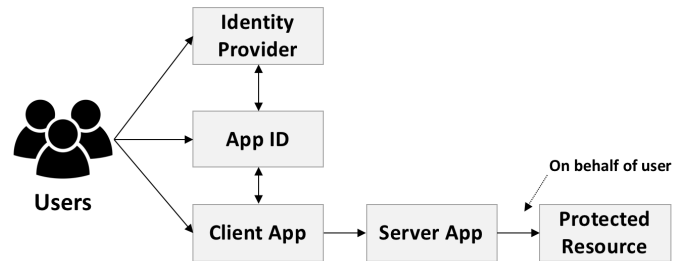 Identity
Provider
App ID
On behalf of user
Users
Client App
Server App
Protected
Resource